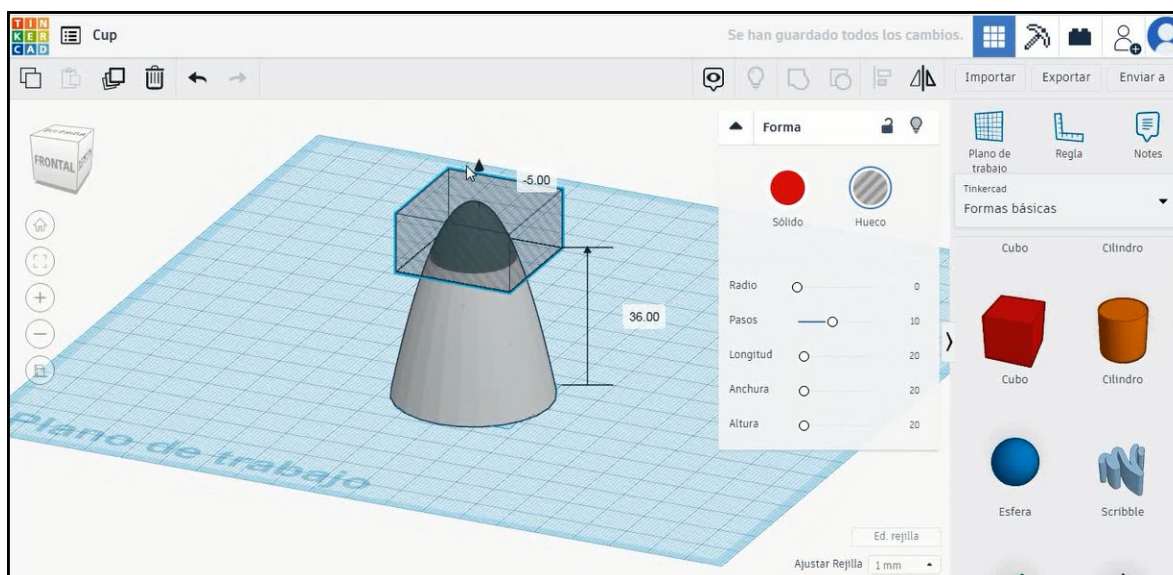 TIN
KER
CAD
Cup
Se han guardado todos los cambios.
Importar
Exportar
Enviar a
FRONTAL
-5.00
36.00
Plano de trabajo
Forma
Sólido
Hueco
Radio
0
Pasos
10
Longitud
20
Anchura
20
Altura
20
Ed. rejilla
Ajustar Rejilla
1 mm
Plano de
trabajo
Regla
Notes
Tinkercad
Formas básicas
Cubo
Cilindro
Cubo
Cilindro
Esfera
Scribble